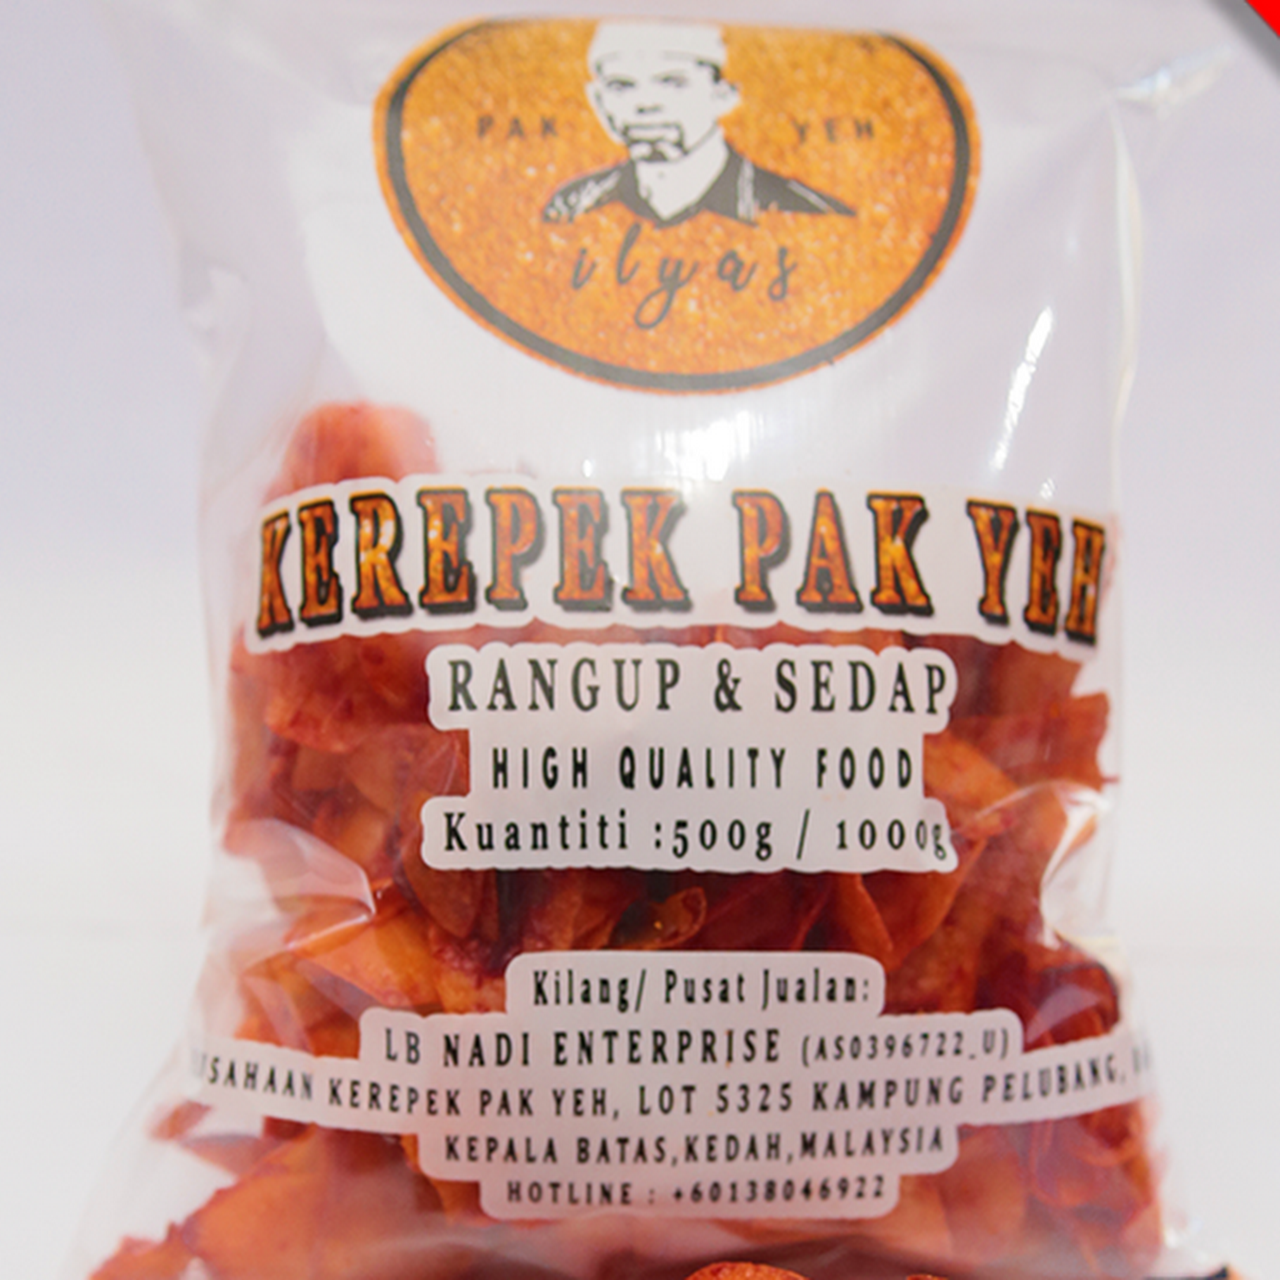 PAK YEH
ilyas
KEREPEK PAK YEH
RANGUP & SEDAP
HIGH QUALITY FOOD
Kuantiti :500g / 1000g
Kilang/ Pusat Jualan:
LB NADI ENTERPRISE (AS0396722_U)
KEREPEK PAK YEH, LOT 5325 KAMPUNG PELUBANG,
KEPALA BATAS,KEDAH,MALAYSIA
HOTLINE : +60138046922